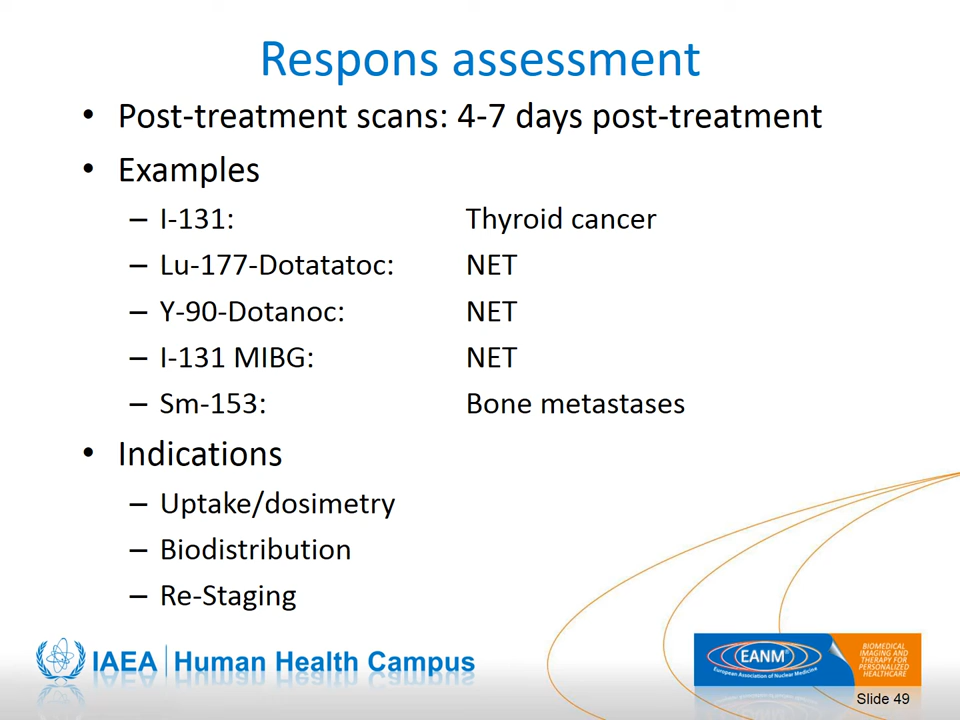 Respons assessment
• Post-treatment scans: 4-7 days post-treatment
• Examples
– I-131: Thyroid cancer
– Lu-177-Dotatatoc: NET
– Y-90-Dotanoc: NET
– I-131 MIBG: NET
– Sm-153: Bone metastases
• Indications
– Uptake/dosimetry
– Biodistribution
– Re-Staging
IAEA | Human Health Campus
EANM®
European Association of Nuclear Medicine
BIOMEDICAL
IMAGING AND
THERAPY FOR
PERSONALIZED
HEALTHCARE
Slide 49